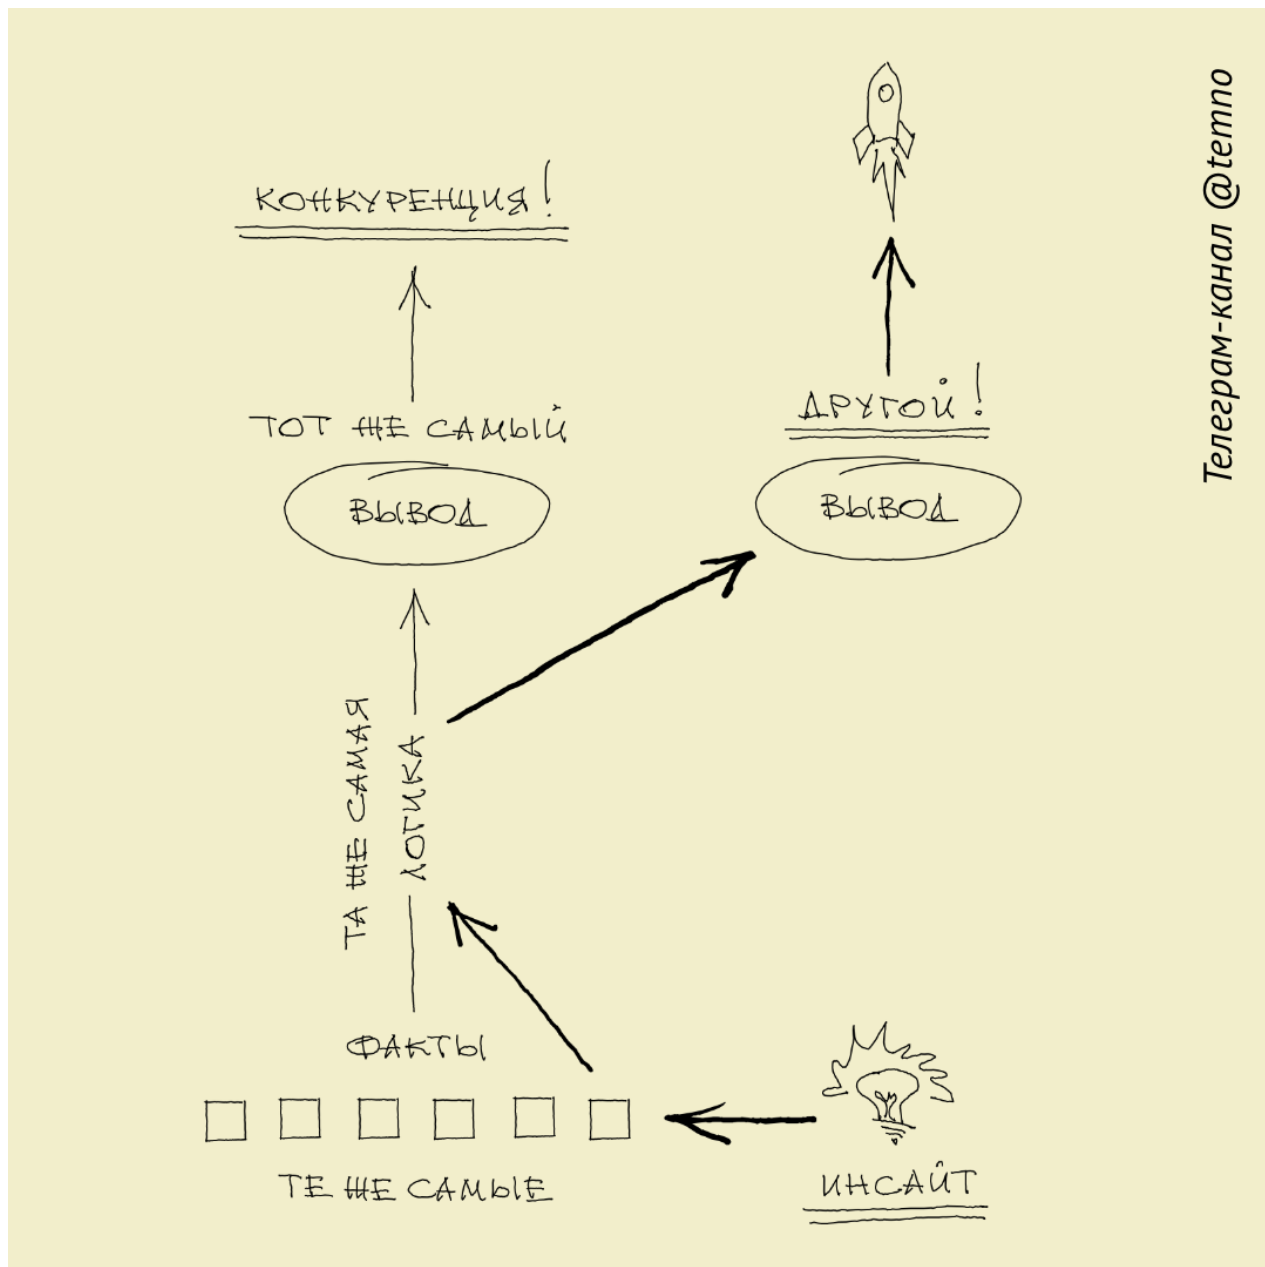 КОНКУРЕНЦИЯ!
ТОТ ЖЕ САМЫЙ
ВЫВОД
ДРУГОЙ!
ВЫВОД
ТА ЖЕ САМАЯ
ЛОГИКА
ФАКТЫ
ТЕ ЖЕ САМЫЕ
ИНСАЙТ
Телеграм-канал @temno